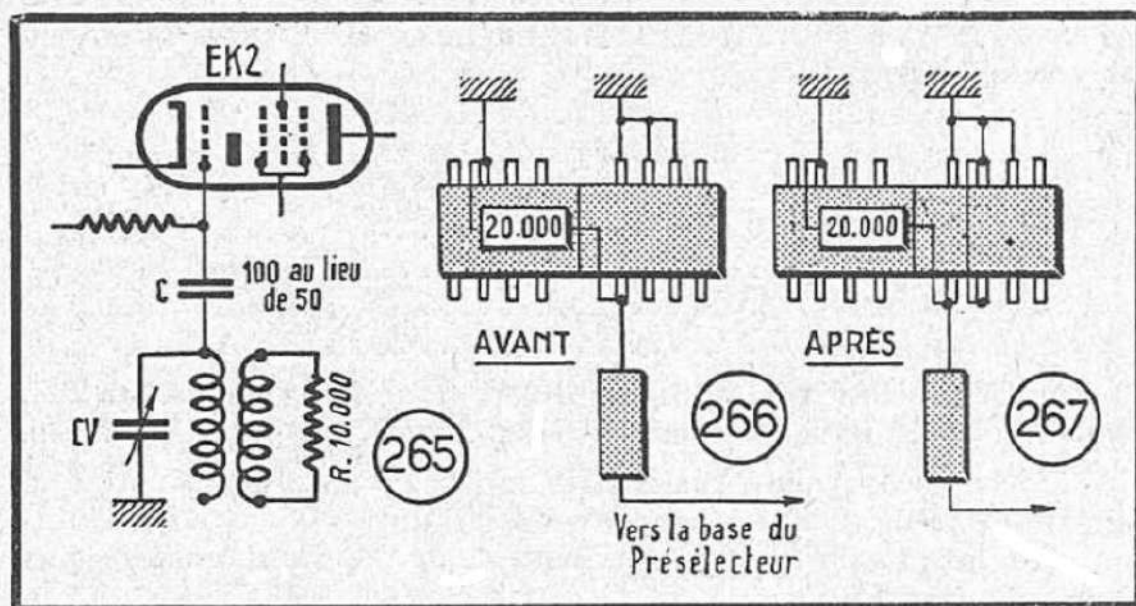 EK2
C
100 au lieu
de 50
CV
R. 10.000
265
20.000
AVANT
266
Vers la base du
Présélecteur
20.000
APRÈS
267